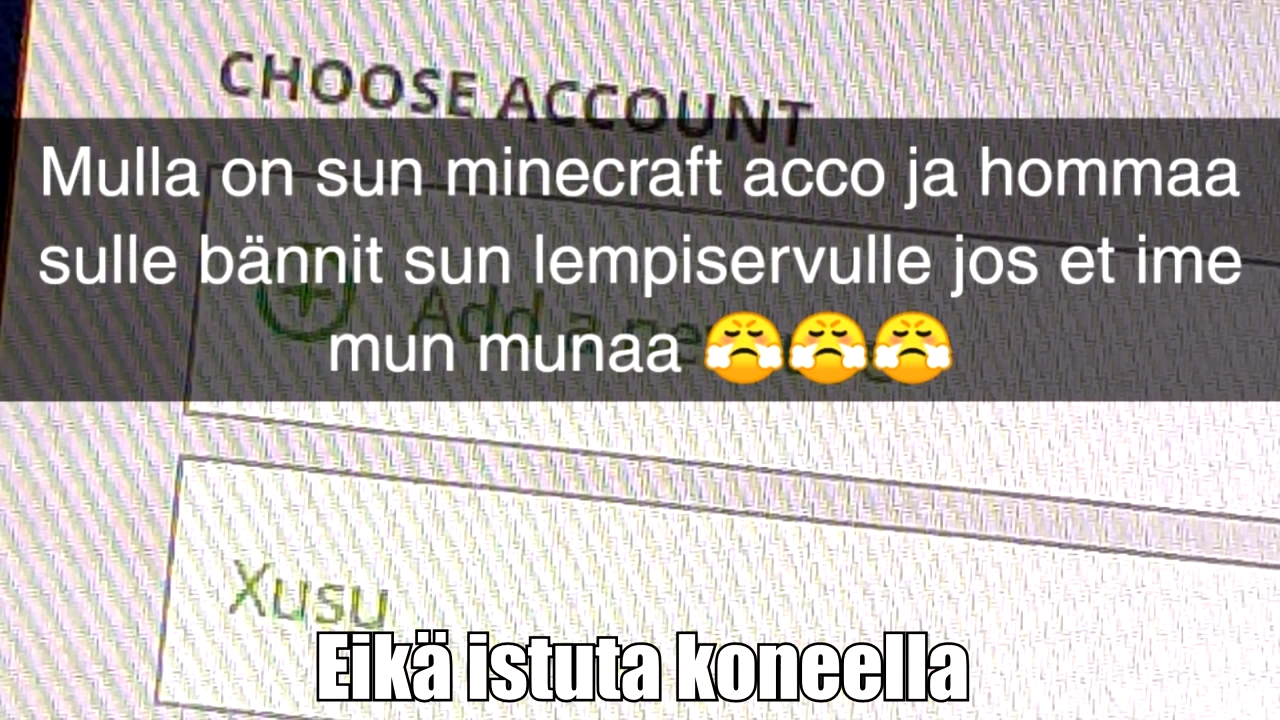 CHOOSE ACCOUNT
Mulla on sun minecraft acco ja hommaa
sulle bännit sun lempiservulle jos et ime
mun munaa 😤😤😤
Add a
Xusu
Eikä istuta koneella